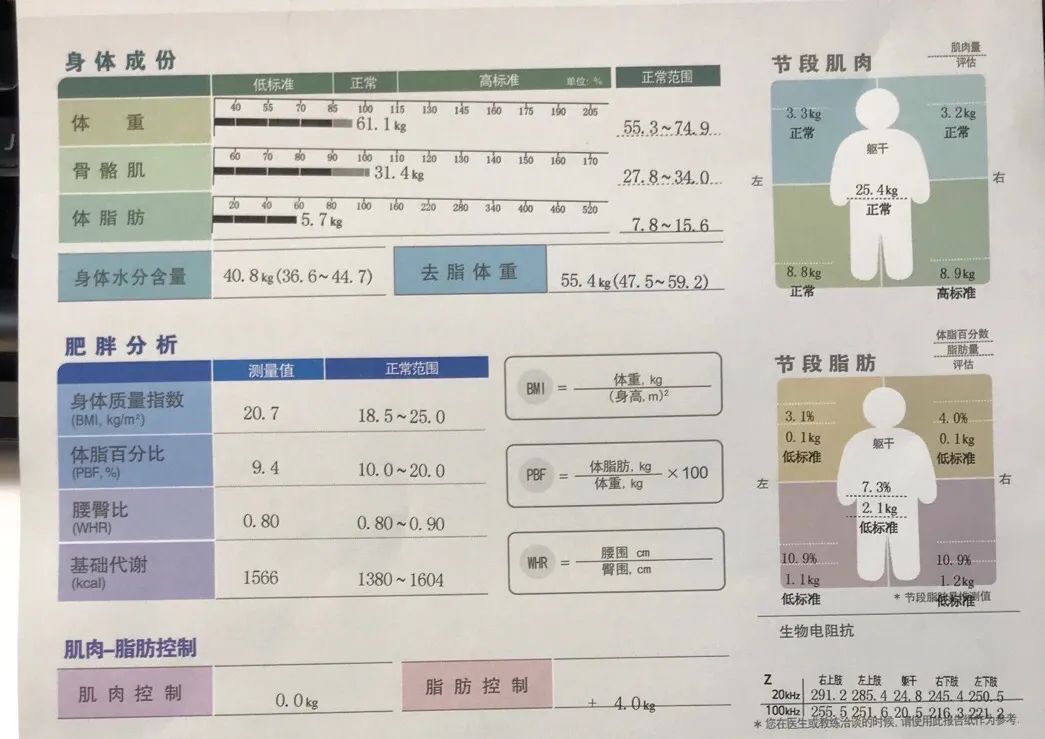 身体成份
低标准 正常 高标准 单位: % 正常范围
40 55 70 85 100 115 130 145 160 175 190 205
体重 61.1kg 55.3~74.9
60 70 80 90 100 110 120 130 140 150 160 170
骨骼肌 31.4kg 27.8~34.0
20 40 60 80 100 160 220 280 340 400 460 520
体脂肪 5.7kg 7.8~15.6
身体水分含量 40.8kg(36.6~44.7) 去脂体重 55.4kg(47.5~59.2)
肥胖分析
测量值 正常范围
身体质量指数
(BMI, kg/m²) 20.7 18.5~25.0
体脂百分比
(PBF, %) 9.4 10.0~20.0
腰臀比
(WHR) 0.80 0.80~0.90
基础代谢
(kcal) 1566 1380~1604
BMI = 体重, kg
(身高, m)²
PBF = 体脂肪, kg
体重, kg × 100
WHR = 腰围 cm
臀围, cm
肌肉-脂肪控制
肌肉控制 0.0kg 脂肪控制 + 4.0kg
节段肌肉
肌肉量
评估
3.3kg 3.2kg
正常 正常
躯干
左 右
25.4kg
正常
8.8kg 8.9kg
正常 高标准
节段脂肪
体脂百分数
脂肪量
评估
3.1% 4.0%
0.1kg 0.1kg
低标准 低标准
躯干
左 右
7.3%
2.1kg
低标准
10.9% 10.9%
1.1kg 1.2kg
低标准 低标准
* 节段脂肪是推测值
生物电阻抗
Z 右上肢 左上肢 躯干 右下肢 左下肢
20kHz 291.2 285.4 24.8 245.4 250.5
100kHz 255.5 251.6 20.5 216.3 221.2
* 您在医生或教练洽谈的时候, 请使用此报告纸作为参考.